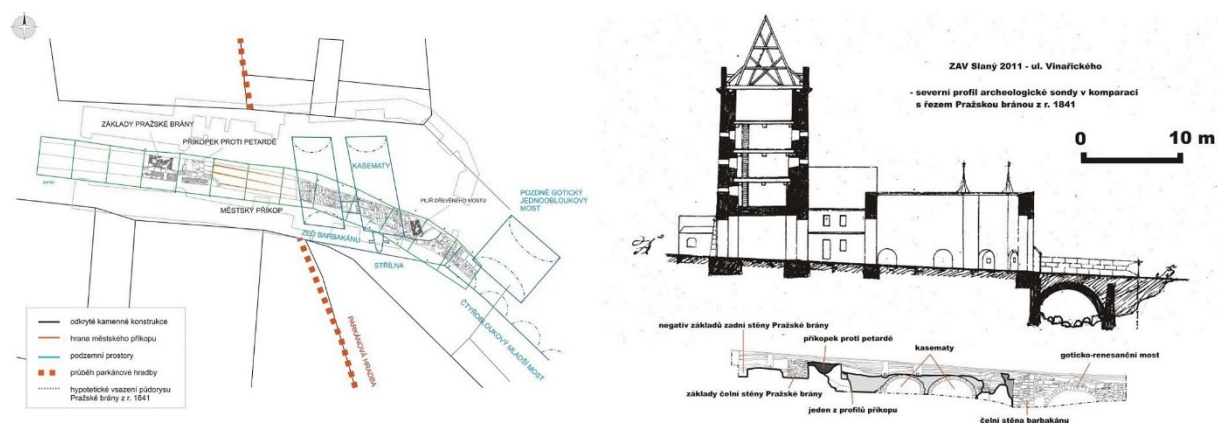 ZÁKLADY PRAŽSKÉ BRÁNY
PŘÍKOPEK PROTI PETARDĚ
KASEMATY
PILÍŘ DŘEVĚNÉHO MOSTU
POZDNĚ GOTICKÝ
JEDNOOBLOUKOVÝ
MOST
MĚSTSKÝ PŘÍKOP
ZEĎ BARBAKÁNU
STŘÍLNA
ČTYŘOBLOUKOVÝ MLADŠÍ MOST
PARKÁNOVÁ HRADBA
odkryté kamenné konstrukce
hrana městského příkopu
podzemní prostory
průběh parkánové hradby
hypotetické vsazení půdorysu
Pražské brány z r. 1841
ZAV Slaný 2011 - ul. Vinařického
- severní profil archeologické sondy v komparaci
s řezem Pražskou bránou z r. 1841
0 10 m
negativ základů zadní stěny Pražské brány
příkopek proti petardě
kasematy
goticko-renesanční most
základy čelní stěny Pražské brány
jeden z profilů příkopu
čelní stěna barbakánu